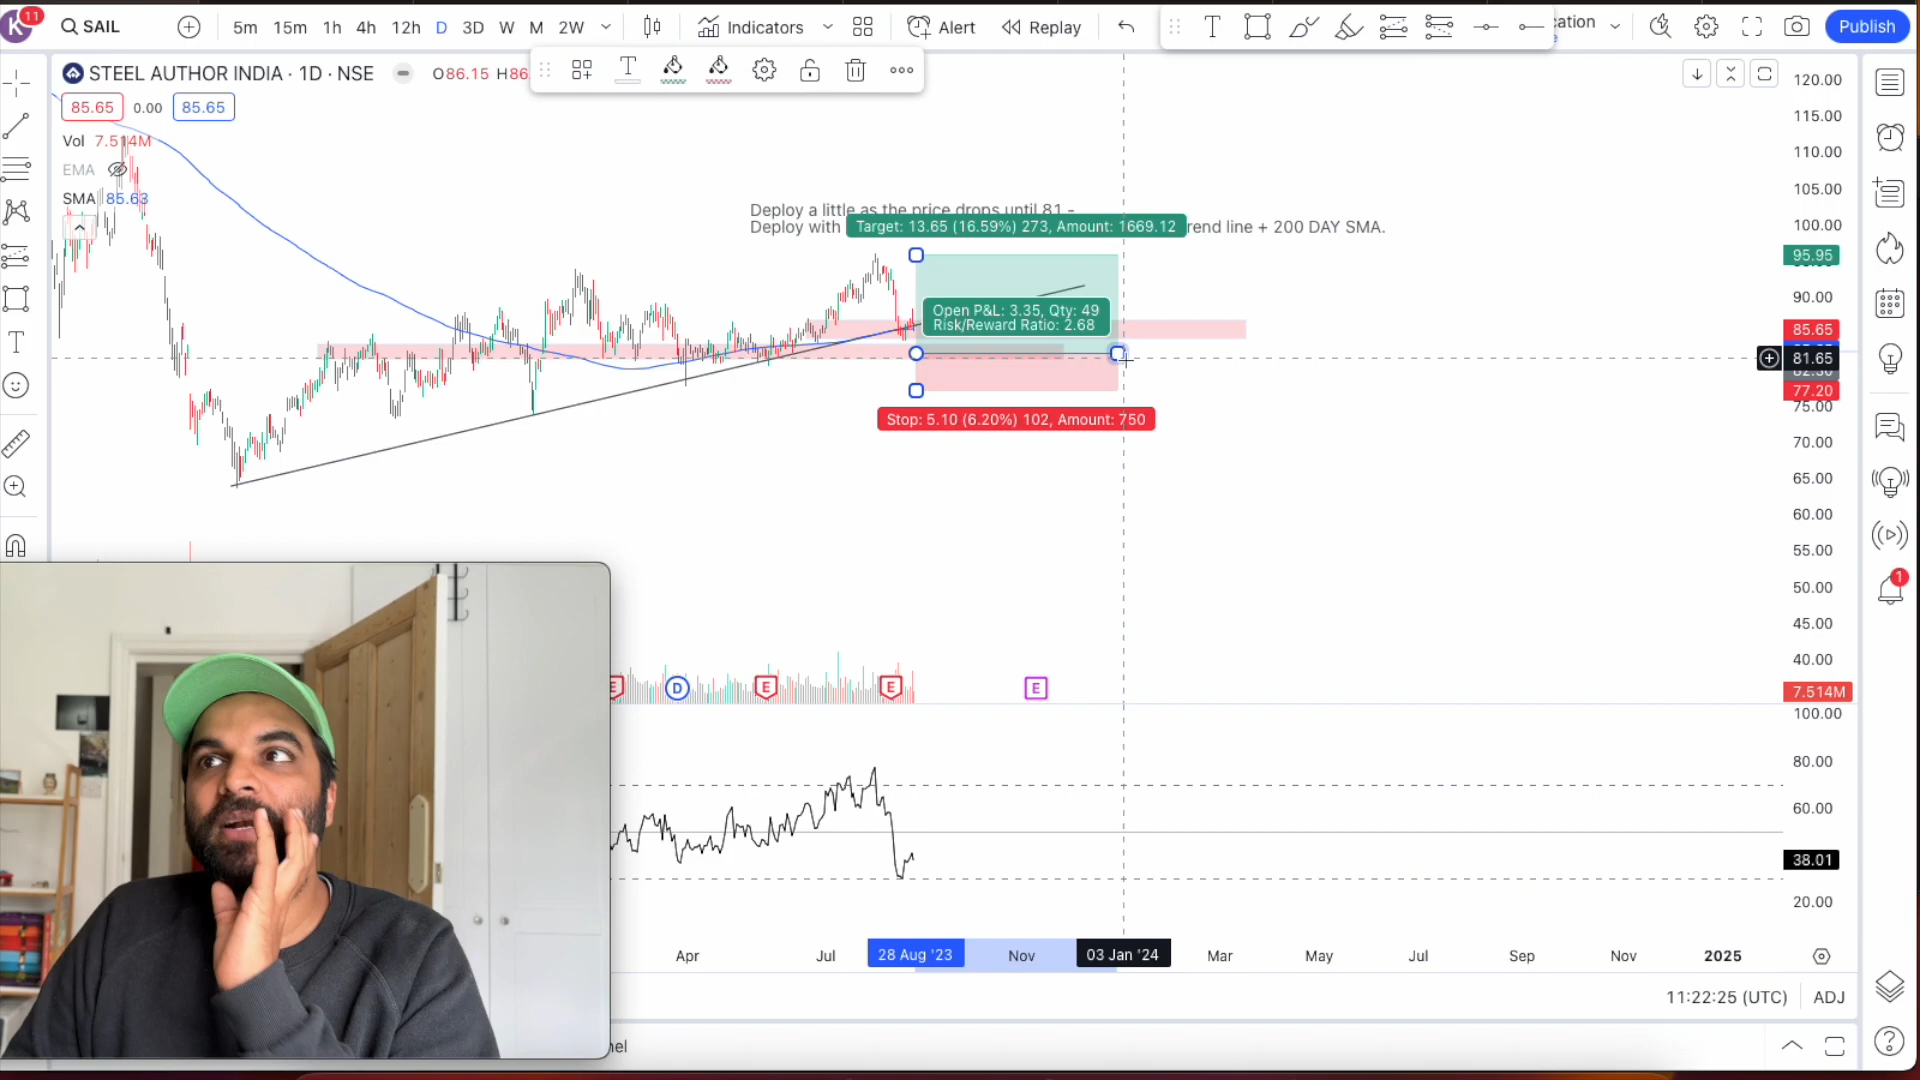 K 11
SAIL
5m 15m 1h 4h 12h D 3D W M 2W
Indicators
Alert
Replay
Publish
STEEL AUTHOR INDIA · 1D · NSE
O86.15 H86.
85.65 0.00 85.65
Vol 7.514M
EMA
SMA 85.63
Deploy a little as the price drops until 81 -
Deploy with
rend line + 200 DAY SMA.
Target: 13.65 (16.59%) 273, Amount: 1669.12
Open P&L: 3.35, Qty: 49
Risk/Reward Ratio: 2.68
Stop: 5.10 (6.20%) 102, Amount: 750
120.00
115.00
110.00
105.00
100.00
95.95
90.00
85.65
81.65
82.30
77.20
75.00
70.00
65.00
60.00
55.00
50.00
45.00
40.00
7.514M
100.00
80.00
60.00
38.01
20.00
E D E E E
Apr Jul 28 Aug '23 Nov 03 Jan '24 Mar May Jul Sep Nov 2025
11:22:25 (UTC) ADJ
nel
1